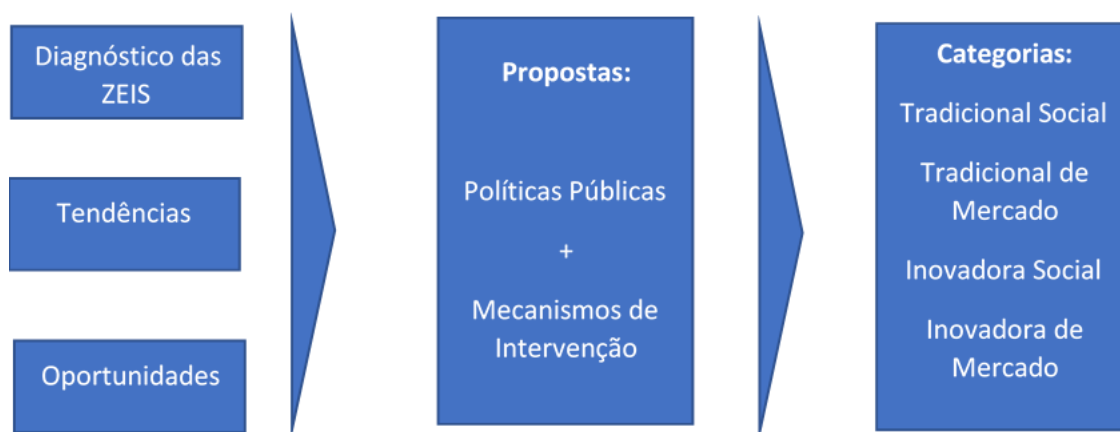 Diagnóstico das
ZEIS
Tendências
Oportunidades
Propostas:
Políticas Públicas
+
Mecanismos de
Intervenção
Categorias:
Tradicional Social
Tradicional de
Mercado
Inovadora Social
Inovadora de
Mercado